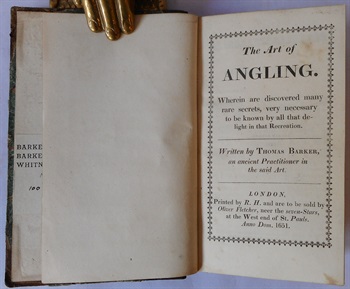 BARKE
BARKE
WHITN
100
The Art of
ANGLING.
Wherein are discovered many
rare secrets, very necessary
to be known by all that de-
light in that Recreation.
Written by THOMAS BARKER,
an ancient Practitioner in
the said Art.
LONDON,
Printed by R. H. and are to be sold by
Oliver Fletcher, neer the seven-Stars,
at the West end of St. Pauls.
Anno Dom. 1651.